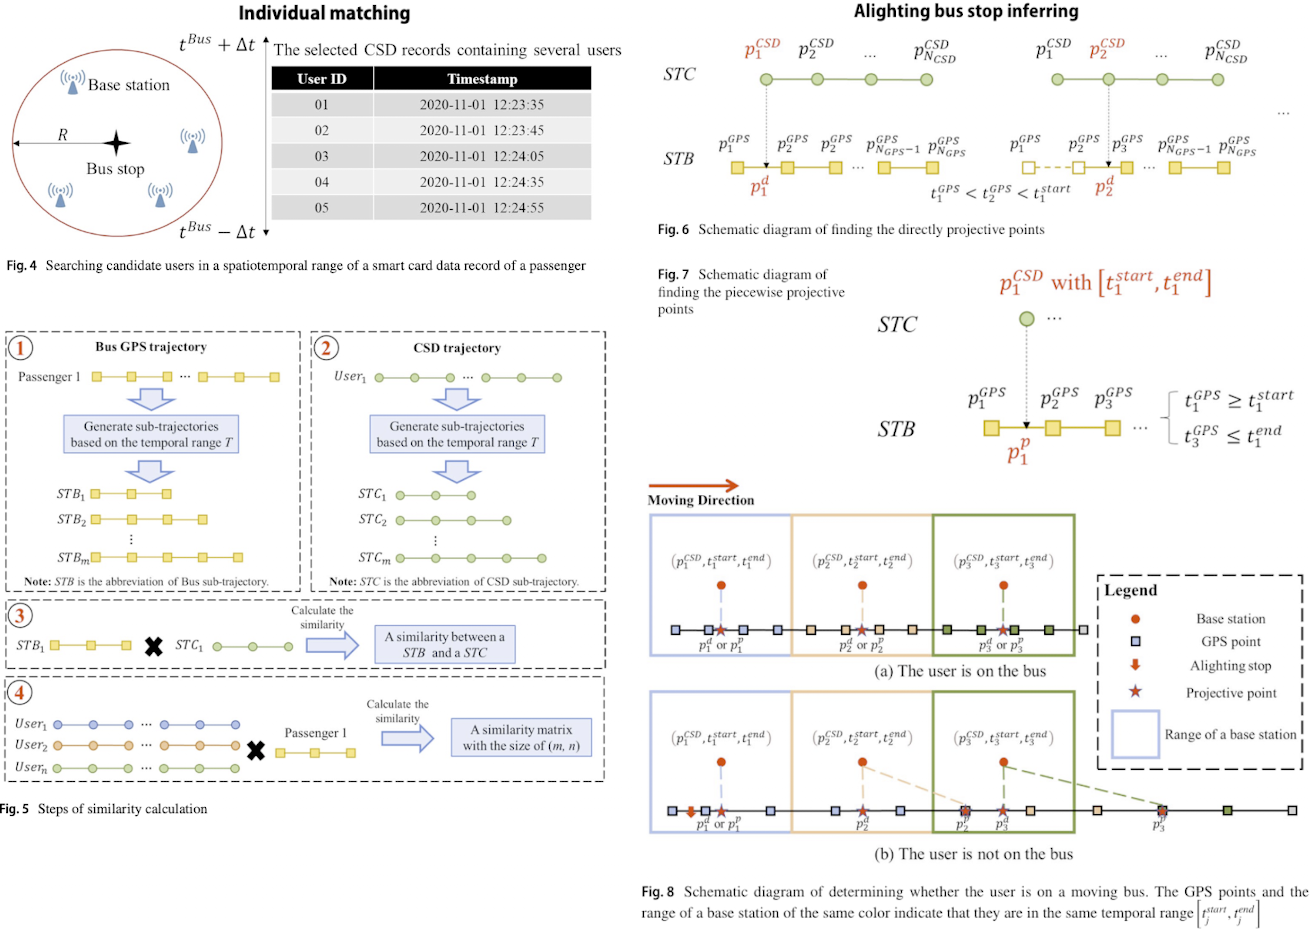 Individual matching
t^Bus + Δt
The selected CSD records containing several users
Base station
R
Bus stop
t^Bus − Δt
User ID Timestamp
01 2020-11-01 12:23:35
02 2020-11-01 12:23:45
03 2020-11-01 12:24:05
04 2020-11-01 12:24:35
05 2020-11-01 12:24:55
Fig. 4 Searching candidate users in a spatiotemporal range of a smart card data record of a passenger
1
Bus GPS trajectory
Passenger 1 ...
Generate sub-trajectories
based on the temporal range T
STB_1
STB_2
⋮
STB_m
Note: STB is the abbreviation of Bus sub-trajectory.
2
CSD trajectory
User_1 ...
Generate sub-trajectories
based on the temporal range T
STC_1
STC_2
⋮
STC_m
Note: STC is the abbreviation of CSD sub-trajectory.
3
STB_1
STC_1
Calculate the
similarity
A similarity between a
STB and a STC
4
User_1 ...
User_2 ...
User_n ...
Passenger 1
Calculate the
similarity
A similarity matrix
with the size of (m, n)
Fig. 5 Steps of similarity calculation
Alighting bus stop inferring
p_1^CSD p_2^CSD ... p_{N_CSD}^CSD
STC
p_1^GPS p_2^GPS p_2^GPS p_{N_GPS−1}^GPS p_{N_GPS}^GPS
STB ...
p_1^d
p_1^CSD p_2^CSD ... p_{N_CSD}^CSD
...
p_1^GPS p_2^GPS p_3^GPS p_{N_GPS−1}^GPS p_{N_GPS}^GPS
...
p_2^d
t_1^GPS < t_2^GPS < t_1^start
Fig. 6 Schematic diagram of finding the directly projective points
Fig. 7 Schematic diagram of
finding the piecewise projective
points
p_1^CSD with [t_1^start, t_1^end]
STC ...
p_1^GPS p_2^GPS p_3^GPS
STB ...
p_1^p
t_1^GPS ≥ t_1^start
t_3^GPS ≤ t_1^end
Moving Direction
(p_1^CSD, t_1^start, t_1^end) (p_2^CSD, t_2^start, t_2^end) (p_3^CSD, t_3^start, t_3^end)
p_1^d or p_1^p p_2^d or p_2^p p_3^d or p_3^p
(a) The user is on the bus
(p_1^CSD, t_1^start, t_1^end) (p_2^CSD, t_2^start, t_2^end) (p_3^CSD, t_3^start, t_3^end)
p_1^d or p_1^p p_2^d p_2^p p_3^d p_3^p
(b) The user is not on the bus
Legend
Base station
GPS point
Alighting stop
Projective point
Range of a base station
Fig. 8 Schematic diagram of determining whether the user is on a moving bus. The GPS points and the
range of a base station of the same color indicate that they are in the same temporal range [t_j^start, t_j^end]